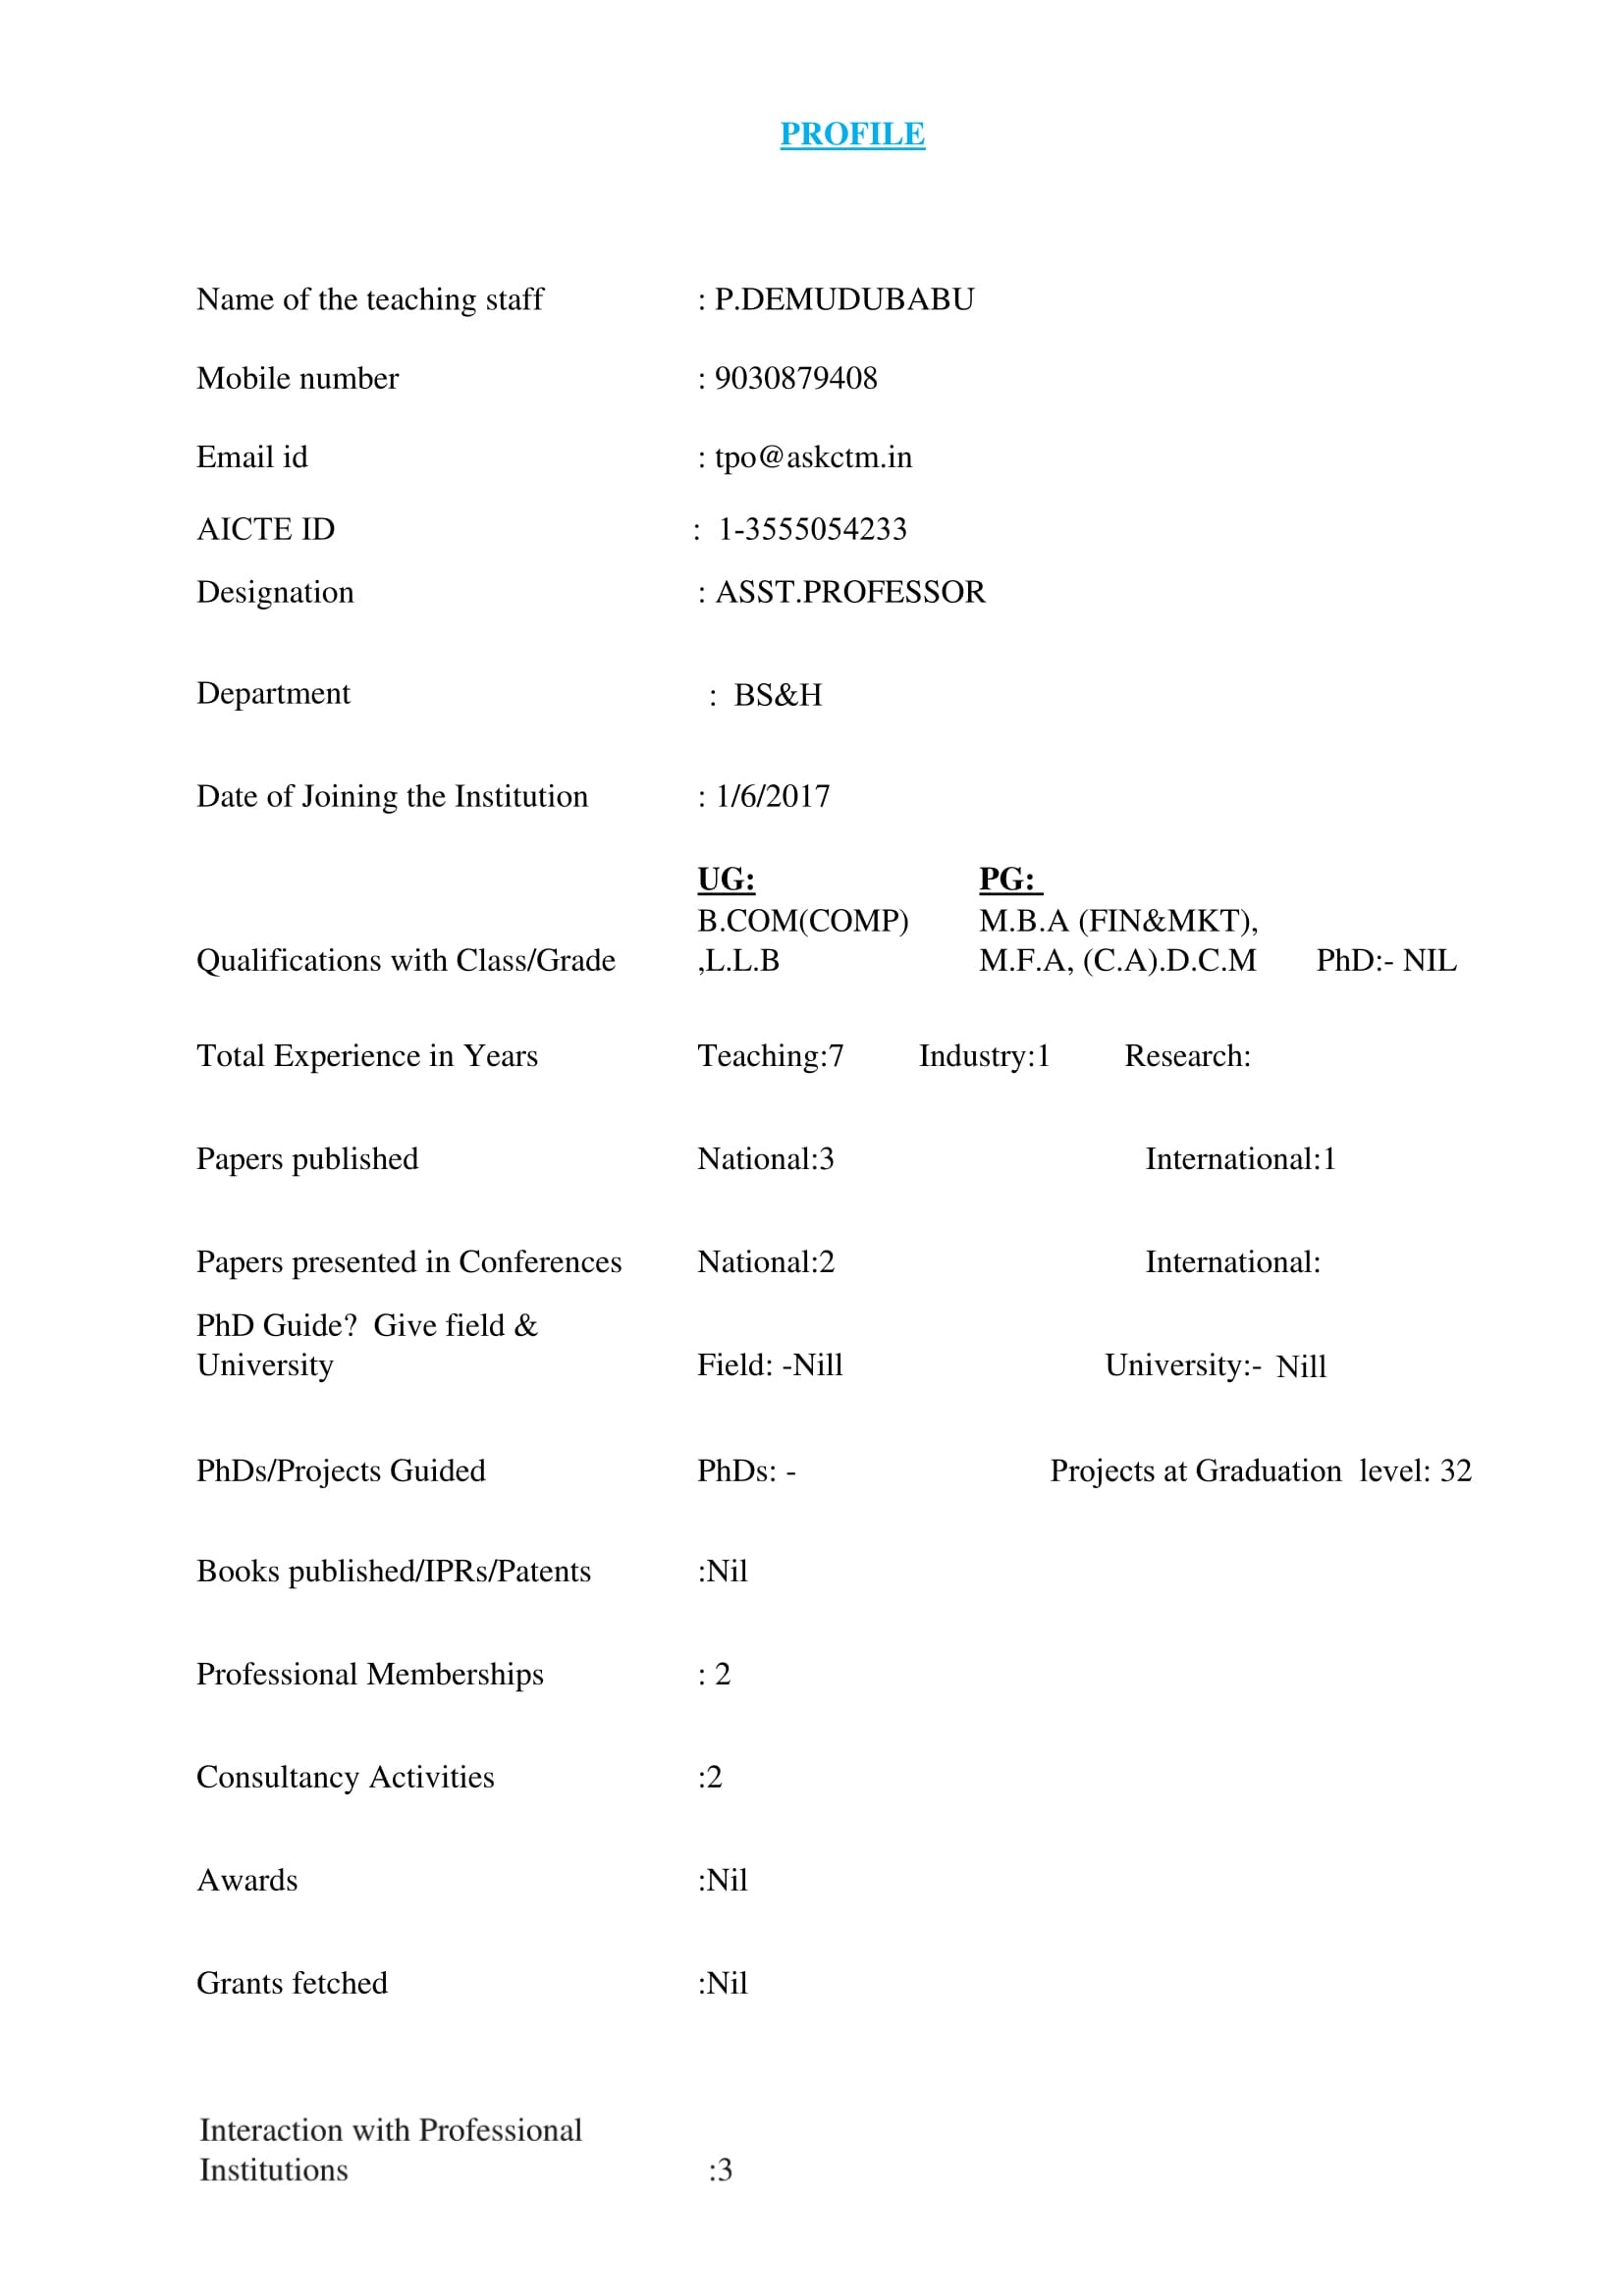 PROFILE
Name of the teaching staff : P.DEMUDUBABU
Mobile number : 9030879408
Email id : tpo@askctm.in
AICTE ID : 1-3555054233
Designation : ASST.PROFESSOR
Department : BS&H
Date of Joining the Institution : 1/6/2017
UG: PG:
B.COM(COMP) M.B.A (FIN&MKT),
Qualifications with Class/Grade ,L.L.B M.F.A, (C.A).D.C.M PhD:- NIL
Total Experience in Years Teaching:7 Industry:1 Research:
Papers published National:3 International:1
Papers presented in Conferences National:2 International:
PhD Guide? Give field &
University Field: -Nill University:- Nill
PhDs/Projects Guided PhDs: - Projects at Graduation level: 32
Books published/IPRs/Patents :Nil
Professional Memberships : 2
Consultancy Activities :2
Awards :Nil
Grants fetched :Nil
Interaction with Professional
Institutions :3